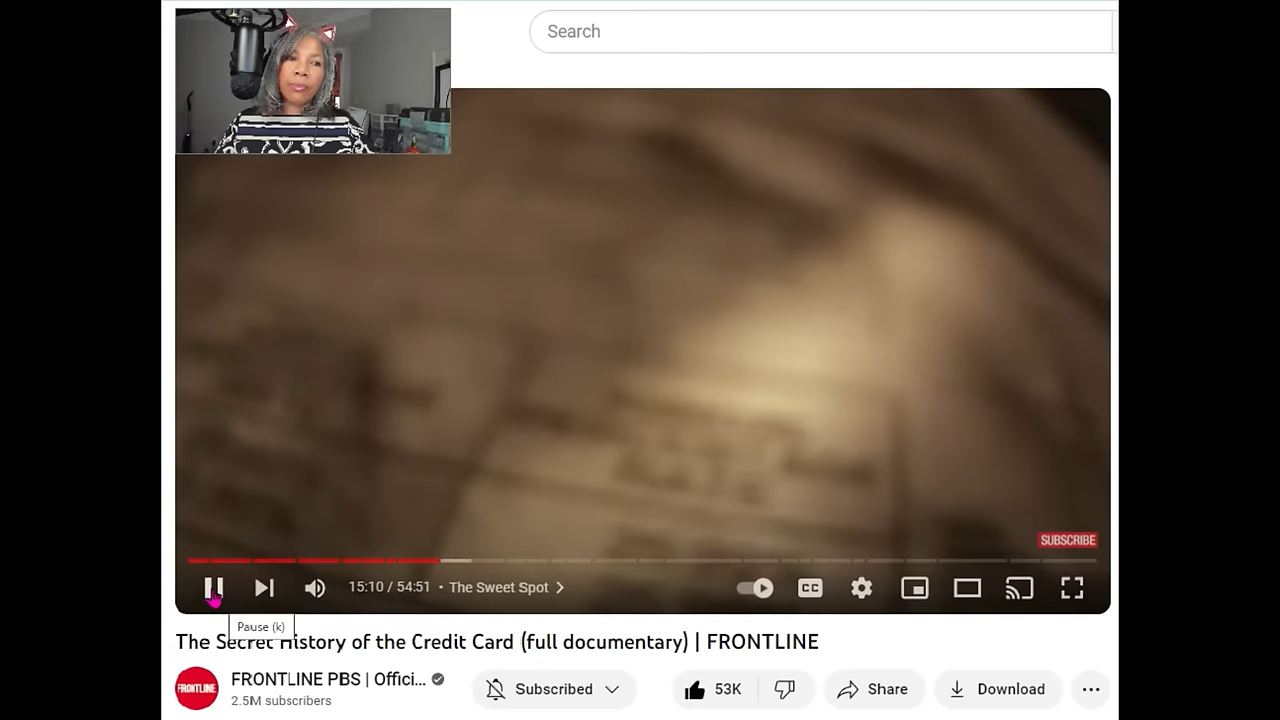 Search
SUBSCRIBE
15:10 / 54:51 • The Sweet Spot
CC
Pause (k)
The Secret History of the Credit Card (full documentary) | FRONTLINE
FRONTLINE
FRONTLINE PBS | Offici...
2.5M subscribers
Subscribed
53K
Share
Download